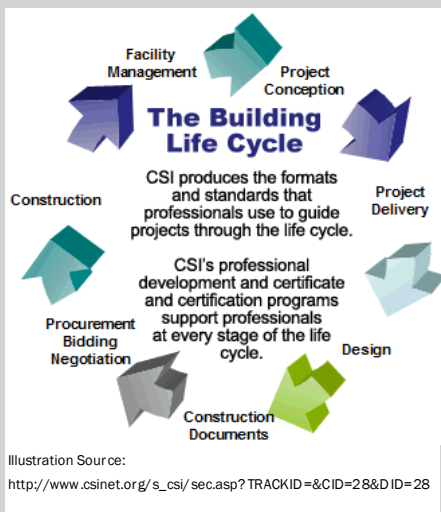 Facility
Management
Project
Conception
The Building
Life Cycle
CSI produces the formats
and standards that
professionals use to guide
projects through the life cycle.
Construction
Project
Delivery
CSI's professional
development and certificate
and certification programs
support professionals
at every stage of the life
cycle.
Procurement
Bidding
Negotiation
Design
Construction
Documents
Illustration Source:
http://www.csinet.org/s_csi/sec.asp?TRACKID=&CID=28&DID=28